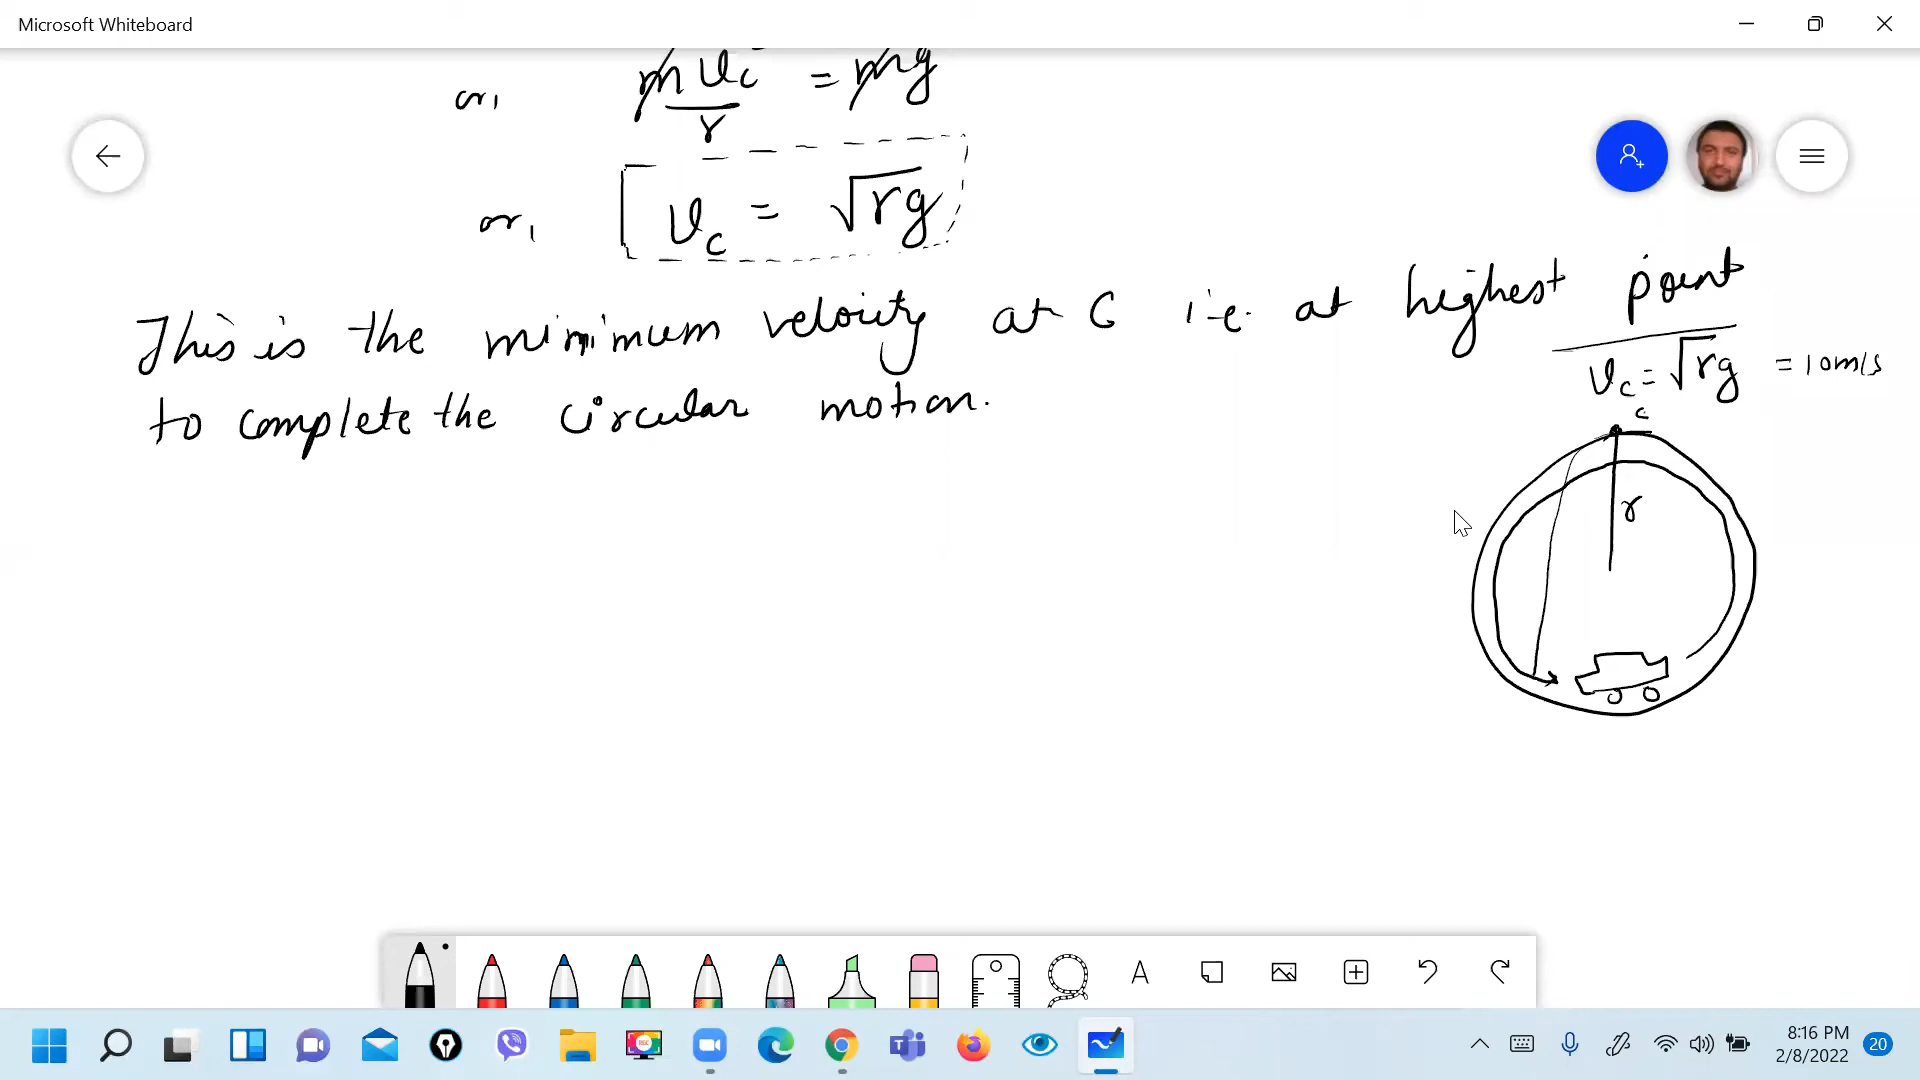 Microsoft Whiteboard
or, mv_c²/r = mg
or, v_c = √rg
This is the minimum velocity at C i.e. at highest point
to complete the circular motion.
v_c = √rg = 10m/s
c
r
A
8:16 PM
2/8/2022
20